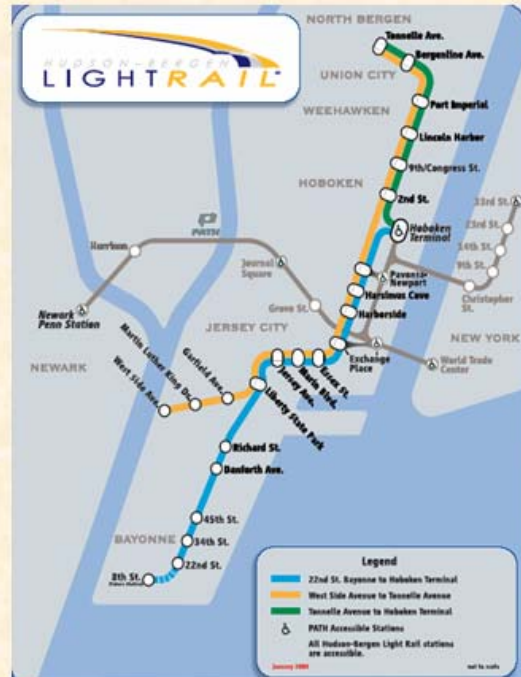 HUDSON-BERGEN
LIGHTRAIL
NORTH BERGEN
Tonnelle Ave.
Bergenline Ave.
UNION CITY
WEEHAWKEN
Port Imperial
Lincoln Harbor
9th/Congress St.
HOBOKEN
2nd St.
Hoboken
Terminal
33rd St.
23rd St.
14th St.
9th St.
Christopher
St.
PATH
Harrison
Journal
Square
Pavonia-
Newport
Harsimus Cove
Harborside
Grove St.
Newark
Penn Station
JERSEY CITY
NEW YORK
World Trade
Center
Exchange
Place
Essex St.
Marin Blvd.
Jersey Ave.
Liberty State Park
NEWARK
Garfield Ave.
Martin Luther King Dr.
West Side Ave.
Richard St.
Danforth Ave.
45th St.
BAYONNE
34th St.
22nd St.
8th St.
Legend
22nd St. Bayonne to Hoboken Terminal
West Side Avenue to Tonnelle Avenue
Tonnelle Avenue to Hoboken Terminal
PATH Accessible Stations
All Hudson-Bergen Light Rail stations
are accessible.
not to scale